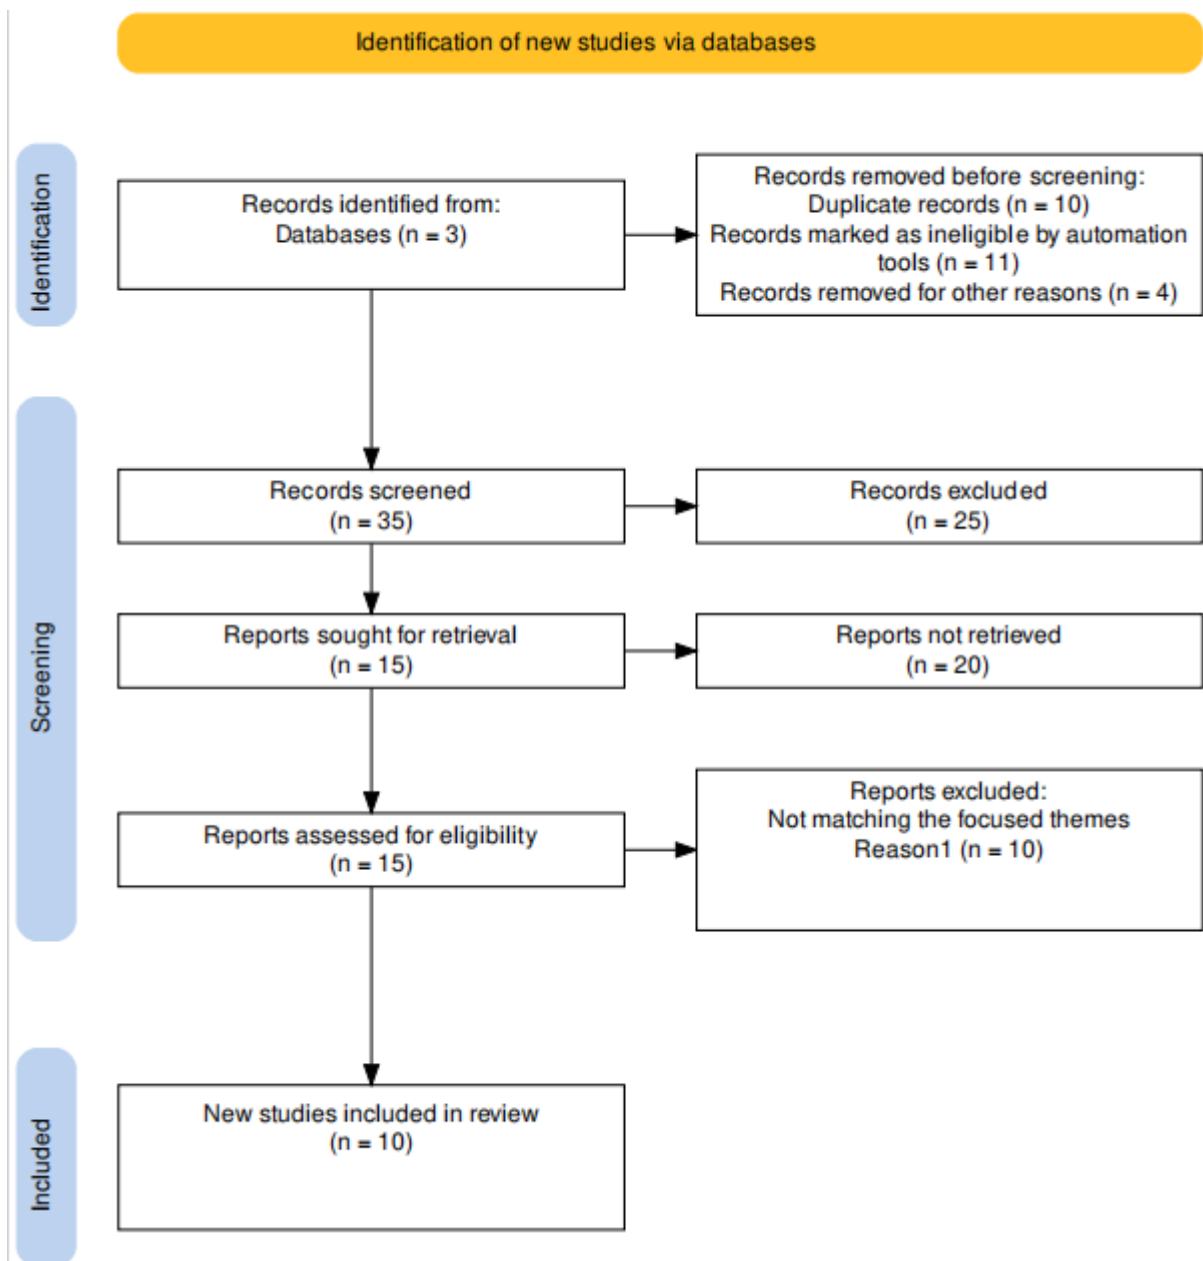 Identification of new studies via databases
Identification
Records identified from:
Databases (n = 3)
Records removed before screening:
Duplicate records (n = 10)
Records marked as ineligible by automation
tools (n = 11)
Records removed for other reasons (n = 4)
Screening
Records screened
(n = 35)
Records excluded
(n = 25)
Reports sought for retrieval
(n = 15)
Reports not retrieved
(n = 20)
Reports assessed for eligibility
(n = 15)
Reports excluded:
Not matching the focused themes
Reason1 (n = 10)
Included
New studies included in review
(n = 10)